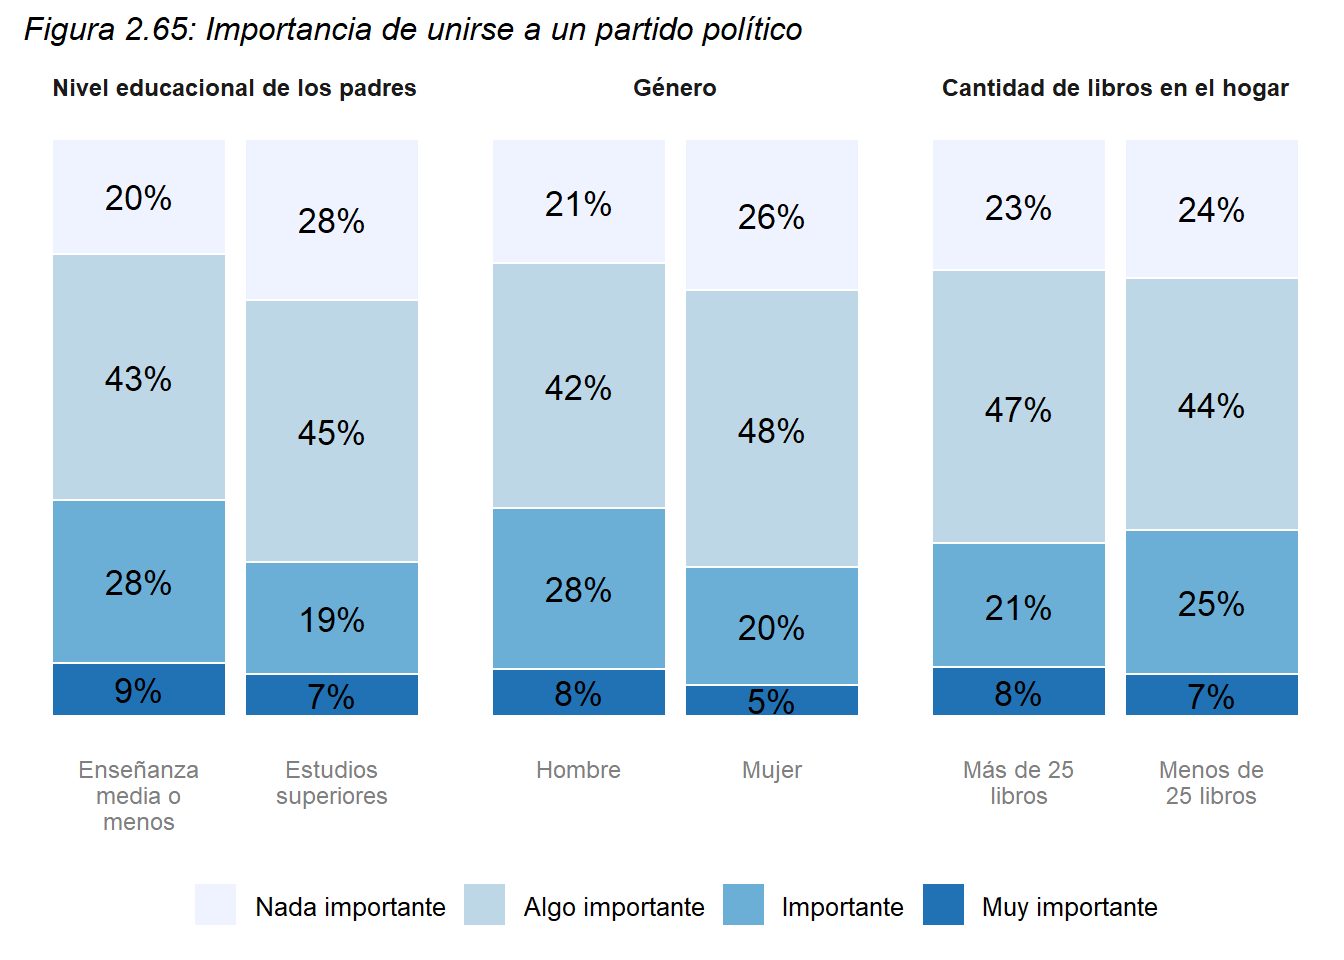 Figura 2.65: Importancia de unirse a un partido político
Nivel educacional de los padres
20%
28%
43%
45%
28%
19%
9%
7%
Enseñanza
media o
menos
Estudios
superiores
Género
21%
26%
42%
48%
28%
20%
8%
5%
Hombre
Mujer
Cantidad de libros en el hogar
23%
24%
47%
44%
21%
25%
8%
7%
Más de 25
libros
Menos de
25 libros
Nada importante
Algo importante
Importante
Muy importante